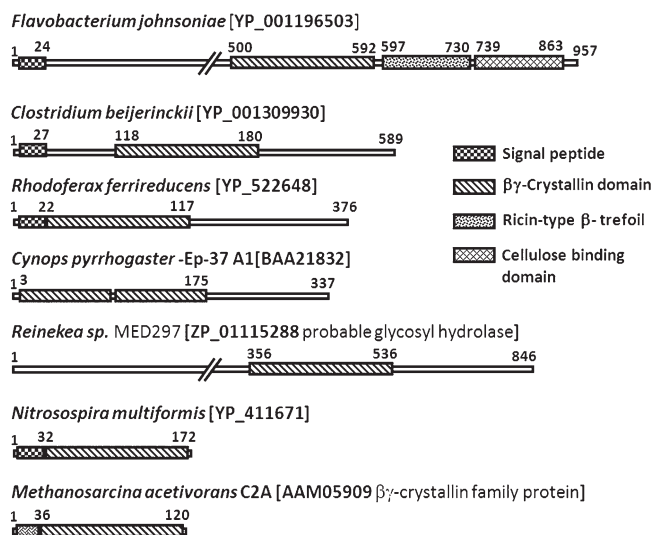 Flavobacterium johnsoniae [YP_001196503]
1 24 500 592 597 730 739 863 957
Clostridium beijerinckii [YP_001309930]
1 27 118 180 589
Signal peptide
βγ-Crystallin domain
Ricin-type β- trefoil
Cellulose binding
domain
Rhodoferax ferrireducens [YP_522648]
1 22 117 376
Cynops pyrrhogaster -Ep-37 A1[BAA21832]
1 3 175 337
Reinekea sp. MED297 [ZP_01115288 probable glycosyl hydrolase]
1 356 536 846
Nitrosospira multiformis [YP_411671]
1 32 172
Methanosarcina acetivorans C2A [AAM05909 βγ-crystallin family protein]
1 36 120